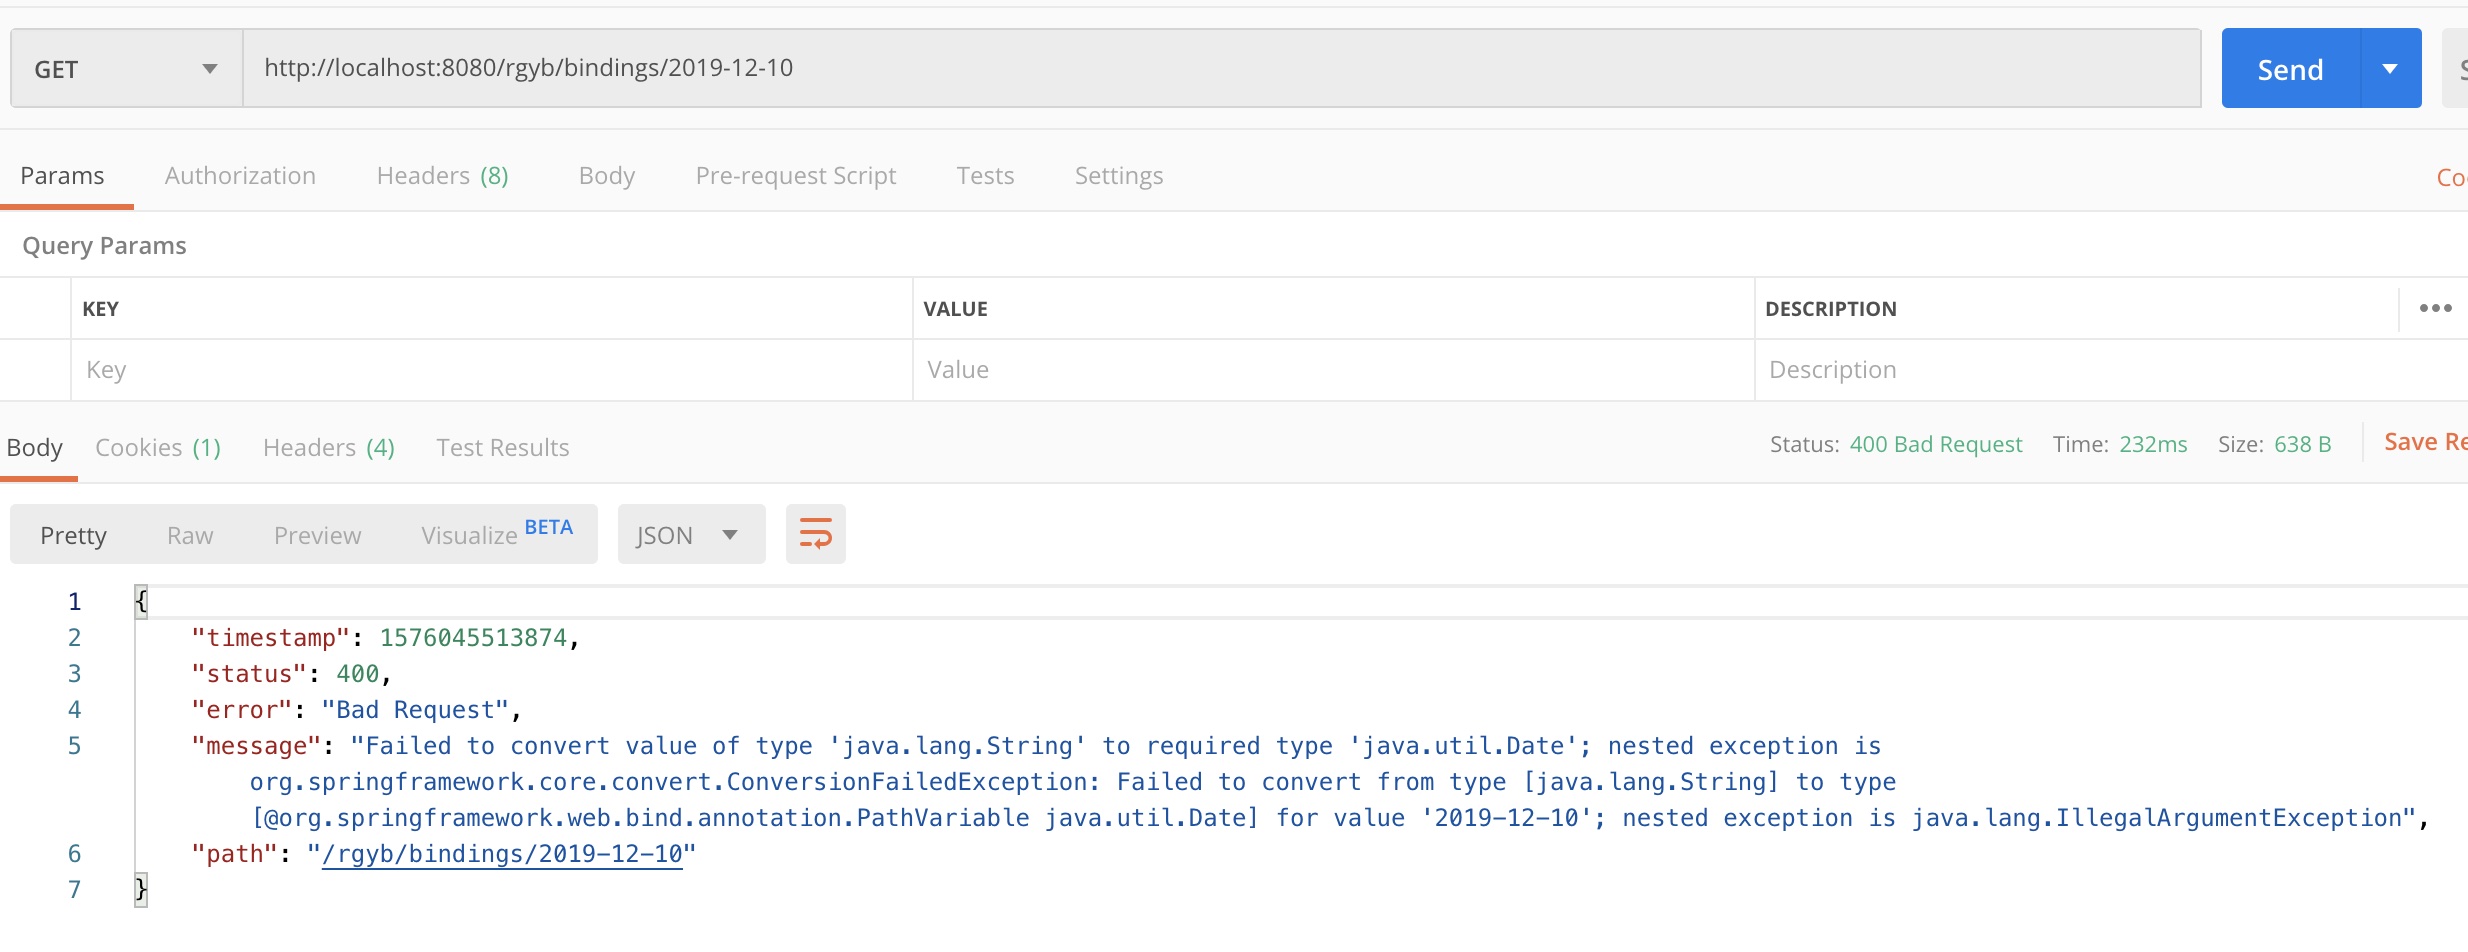 GET http://localhost:8080/rgyb/bindings/2019-12-10 Send
Params Authorization Headers (8) Body Pre-request Script Tests Settings
Query Params
KEY VALUE DESCRIPTION
Key Value Description
Body Cookies (1) Headers (4) Test Results Status: 400 Bad Request Time: 232ms Size: 638 B Save
Pretty Raw Preview Visualize BETA JSON
1 {
2 "timestamp": 1576045513874,
3 "status": 400,
4 "error": "Bad Request",
5 "message": "Failed to convert value of type 'java.lang.String' to required type 'java.util.Date'; nested exception is
org.springframework.core.convert.ConversionFailedException: Failed to convert from type [java.lang.String] to type
[@org.springframework.web.bind.annotation.PathVariable java.util.Date] for value '2019-12-10'; nested exception is java.lang.IllegalArgumentException",
6 "path": "/rgyb/bindings/2019-12-10"
7 }